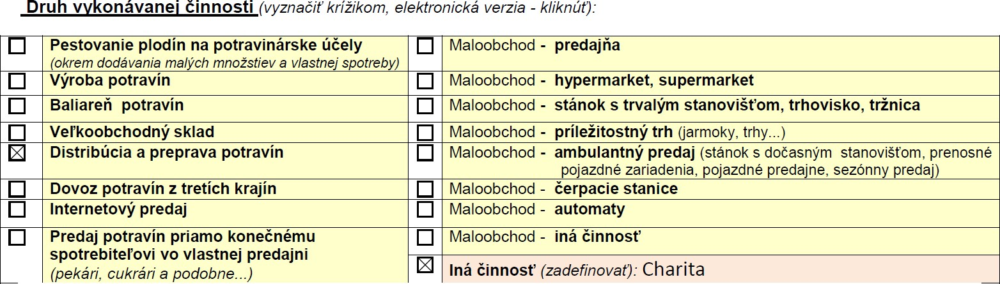 Druh vykonávanej činnosti (vyznačiť krížikom, elektronická verzia - kliknúť):
☐ Pestovanie plodín na potravinárske účely
(okrem dodávania malých množstiev a vlastnej spotreby)
☐ Výroba potravín
☐ Baliareň potravín
☐ Veľkoobchodný sklad
☒ Distribúcia a preprava potravín
☐ Dovoz potravín z tretích krajín
☐ Internetový predaj
☐ Predaj potravín priamo konečnému
spotrebiteľovi vo vlastnej predajni
(pekári, cukrári a podobne...)
☐ Maloobchod - predajňa
☐ Maloobchod - hypermarket, supermarket
☐ Maloobchod - stánok s trvalým stanovišťom, trhovisko, tržnica
☐ Maloobchod - príležitostný trh (jarmoky, trhy...)
☐ Maloobchod - ambulantný predaj (stánok s dočasným stanovišťom, prenosné
pojazdné zariadenia, pojazdné predajne, sezónny predaj)
☐ Maloobchod - čerpacie stanice
☐ Maloobchod - automaty
☐ Maloobchod - iná činnosť
☒ Iná činnosť (zadefinovať): Charita